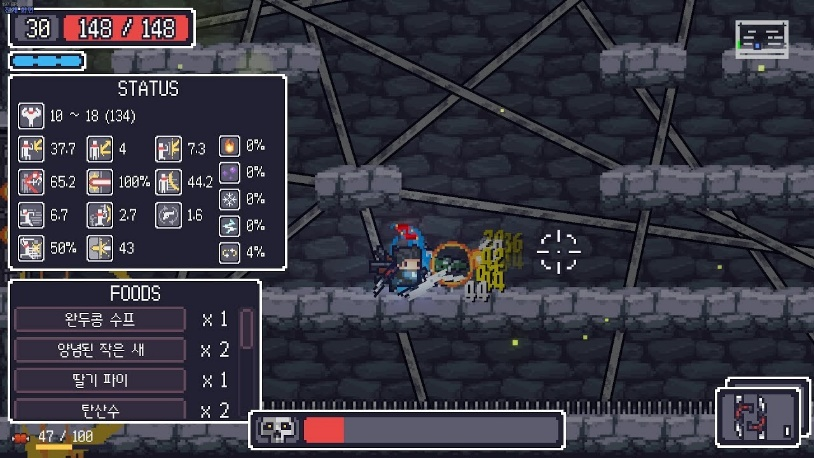 30 148 / 148
STATUS
10 ~ 18 (134)
37.7 4 7.3 0%
65.2 100% 44.2 0%
6.7 2.7 1.6 0%
0%
50% 43 4%
FOODS
완두콩 수프 x 1
양념된 작은 새 x 2
딸기 파이 x 1
탄산수 x 2
47 / 100